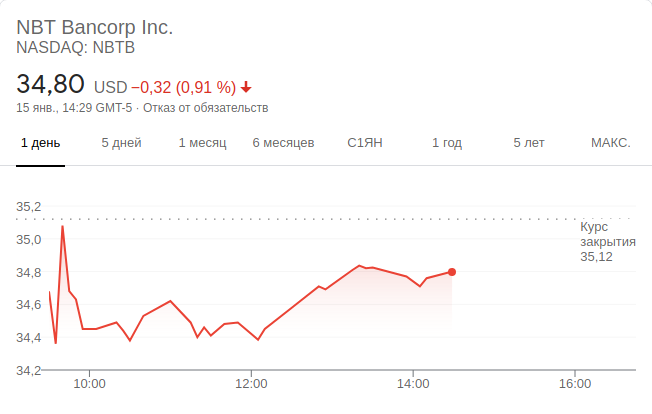 NBT Bancorp Inc.
NASDAQ: NBTB
34,80 USD −0,32 (0,91 %)
15 янв., 14:29 GMT-5 · Отказ от обязательств
1 день 5 дней 1 месяц 6 месяцев С1ЯН 1 год 5 лет МАКС.
35,2
Курс
закрытия
35,12
35,0
34,8
34,6
34,4
34,2
10:00 12:00 14:00 16:00